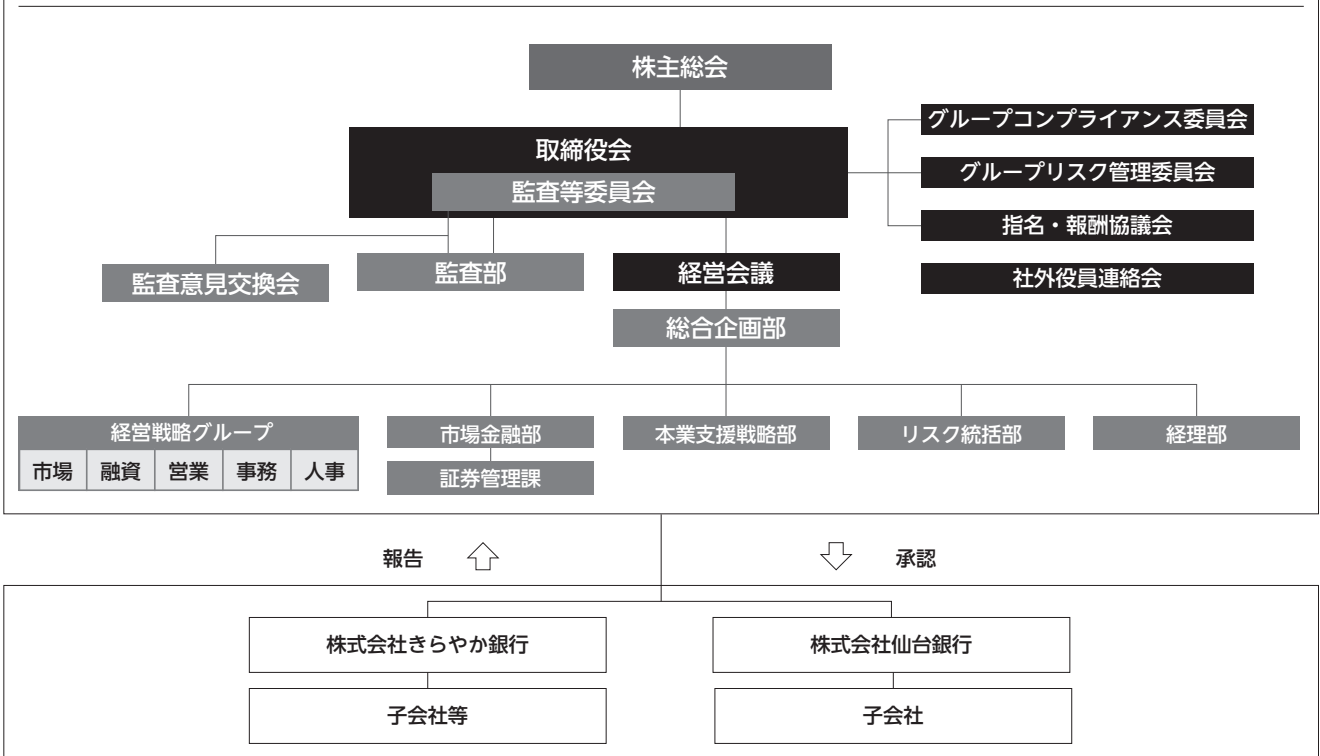 株主総会
取締役会
監査等委員会
グループコンプライアンス委員会
グループリスク管理委員会
指名・報酬協議会
社外役員連絡会
監査意見交換会
監査部
経営会議
総合企画部
経営戦略グループ
市場 融資 営業 事務 人事
市場金融部
証券管理課
本業支援戦略部
リスク統括部
経理部
報告
承認
株式会社きらやか銀行
株式会社仙台銀行
子会社等
子会社